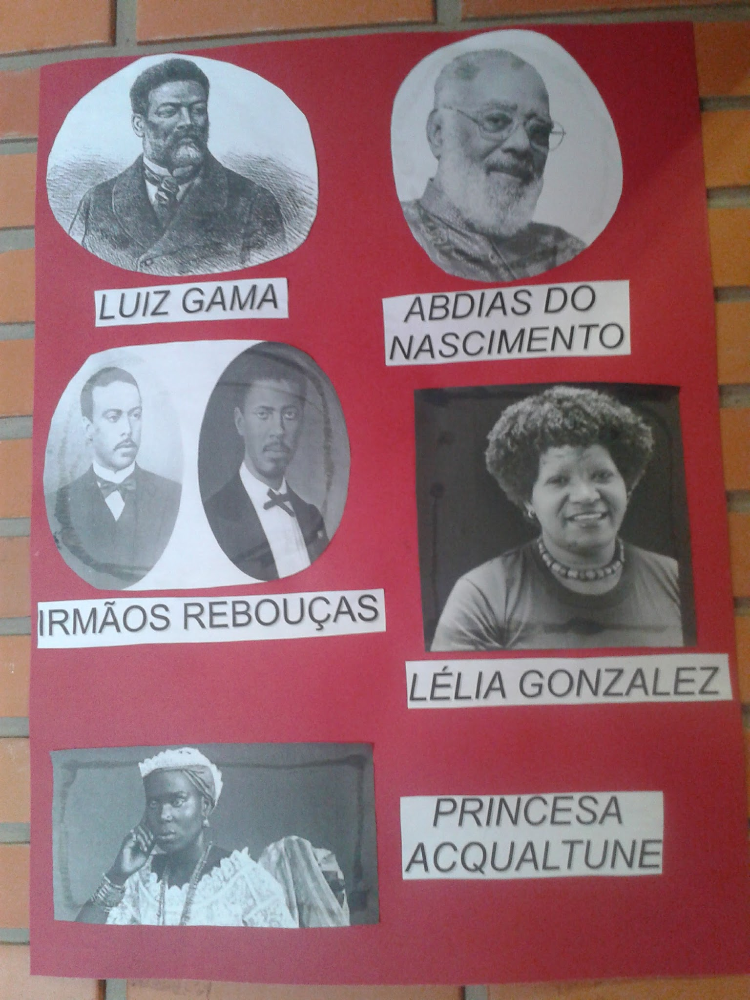 LUIZ GAMA
ABDIAS DO
NASCIMENTO
IRMÃOS REBOUÇAS
LÉLIA GONZALEZ
PRINCESA
ACQUALTUNE